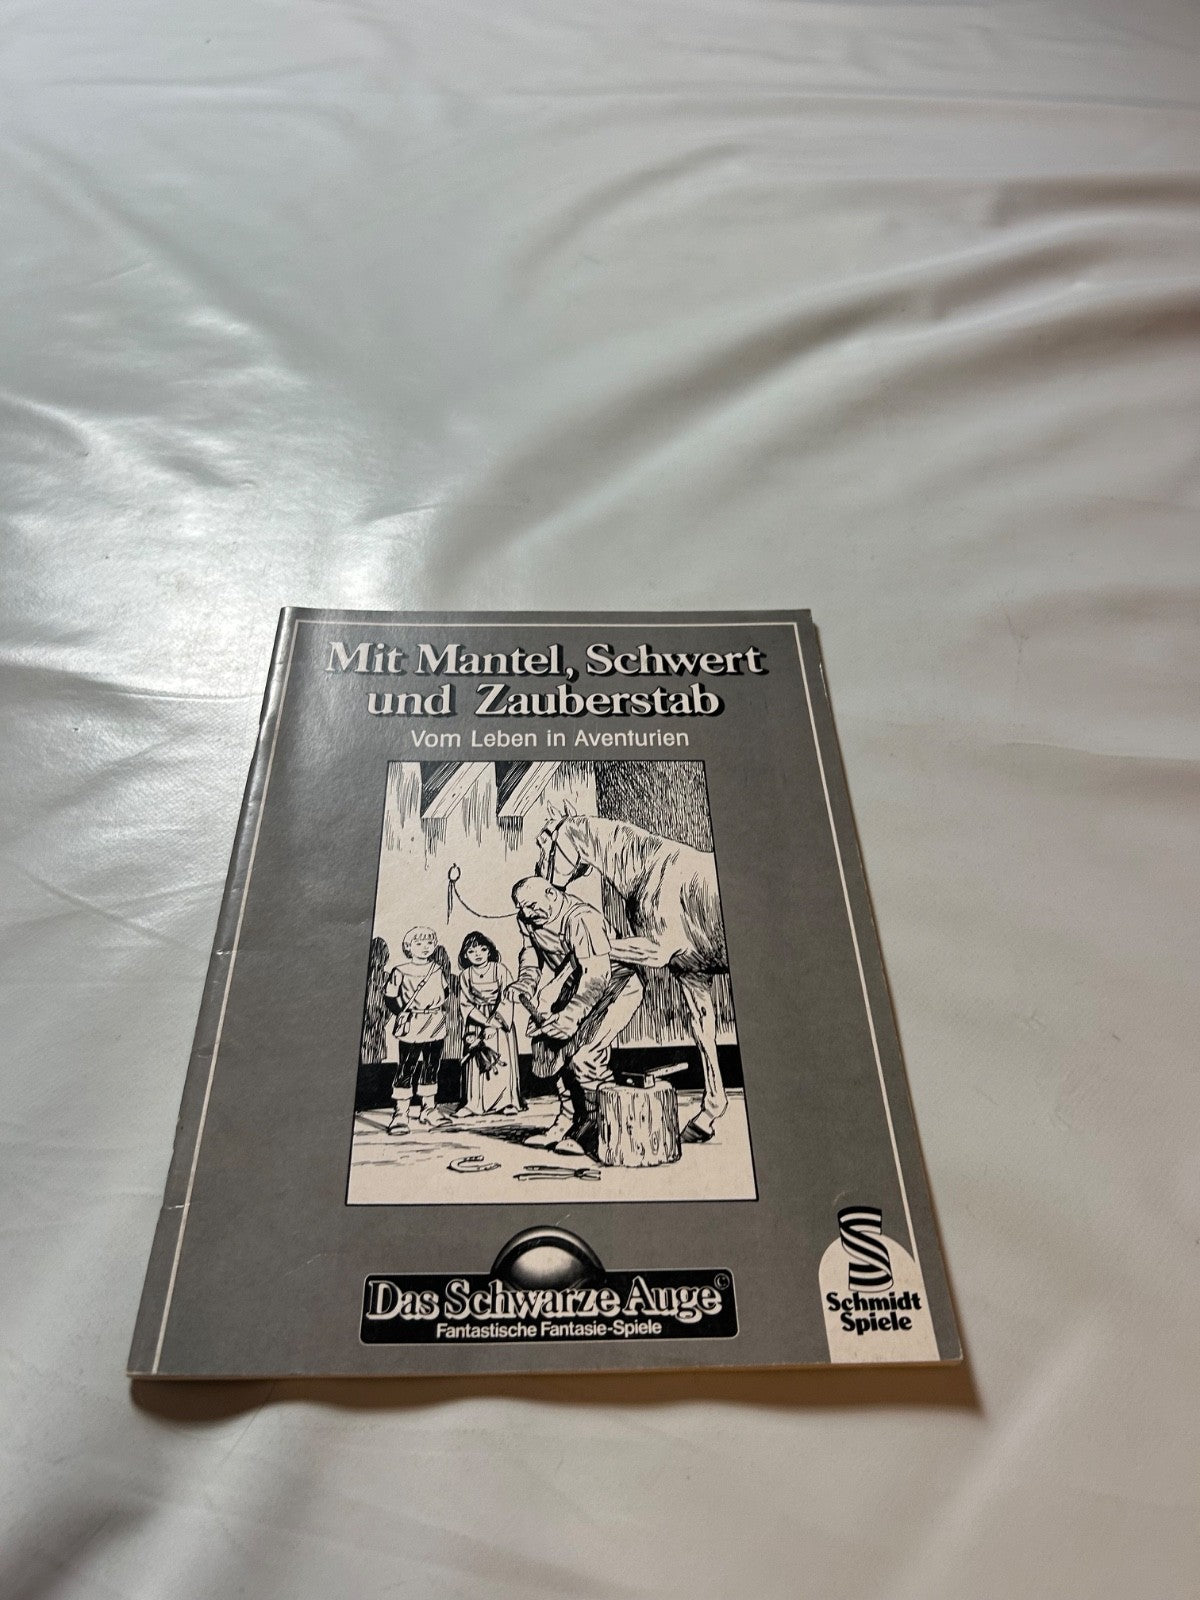 Mit Mantel, Schwert
und Zauberstab
Vom Leben in Aventurien
Das Schwarze Auge©
Fantastische Fantasie-Spiele
Schmidt
Spiele